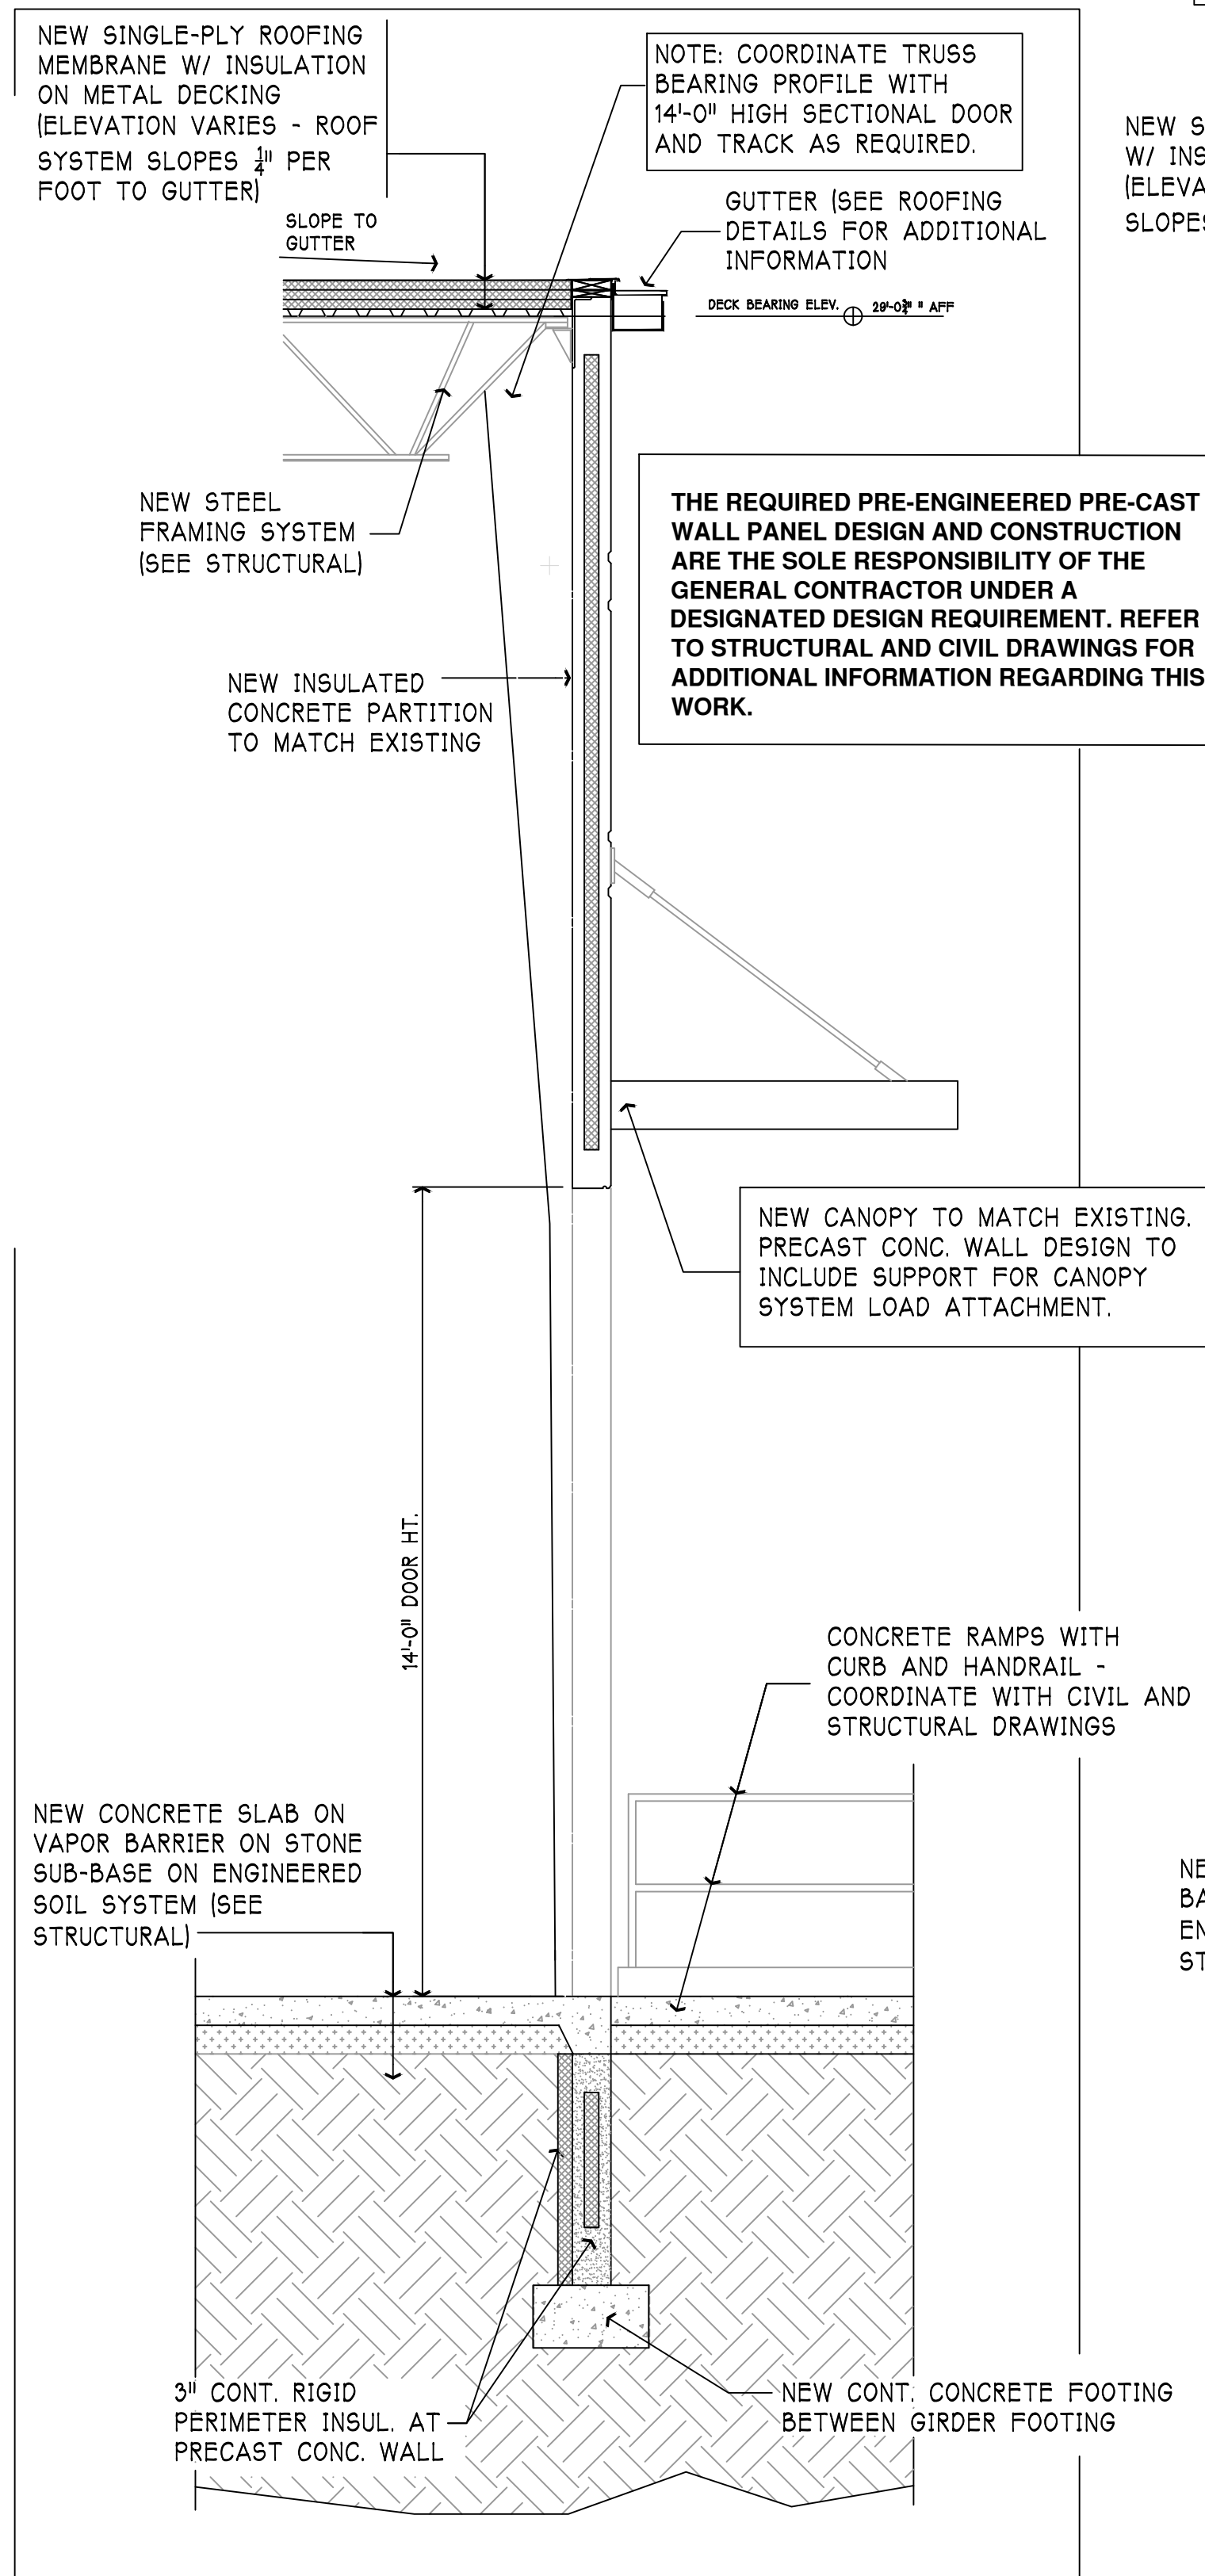 NEW SINGLE-PLY ROOFING
MEMBRANE W/ INSULATION
ON METAL DECKING
(ELEVATION VARIES - ROOF
SYSTEM SLOPES 1/4" PER
FOOT TO GUTTER)
SLOPE TO
GUTTER
NOTE: COORDINATE TRUSS
BEARING PROFILE WITH
14'-0" HIGH SECTIONAL DOOR
AND TRACK AS REQUIRED.
NEW S
W/ INS
(ELEVA
SLOPES
GUTTER (SEE ROOFING
DETAILS FOR ADDITIONAL
INFORMATION
DECK BEARING ELEV. " AFF
NEW STEEL
FRAMING SYSTEM
(SEE STRUCTURAL)
THE REQUIRED PRE-ENGINEERED PRE-CAST
WALL PANEL DESIGN AND CONSTRUCTION
ARE THE SOLE RESPONSIBILITY OF THE
GENERAL CONTRACTOR UNDER A
DESIGNATED DESIGN REQUIREMENT. REFER
TO STRUCTURAL AND CIVIL DRAWINGS FOR
ADDITIONAL INFORMATION REGARDING THIS
WORK.
NEW INSULATED
CONCRETE PARTITION
TO MATCH EXISTING
NEW CANOPY TO MATCH EXISTING.
PRECAST CONC. WALL DESIGN TO
INCLUDE SUPPORT FOR CANOPY
SYSTEM LOAD ATTACHMENT.
14'-0" DOOR HT.
CONCRETE RAMPS WITH
CURB AND HANDRAIL -
COORDINATE WITH CIVIL AND
STRUCTURAL DRAWINGS
NEW CONCRETE SLAB ON
VAPOR BARRIER ON STONE
SUB-BASE ON ENGINEERED
SOIL SYSTEM (SEE
STRUCTURAL)
NE
BA
EN
ST
3" CONT. RIGID
PERIMETER INSUL. AT
PRECAST CONC. WALL
NEW CONT. CONCRETE FOOTING
BETWEEN GIRDER FOOTING